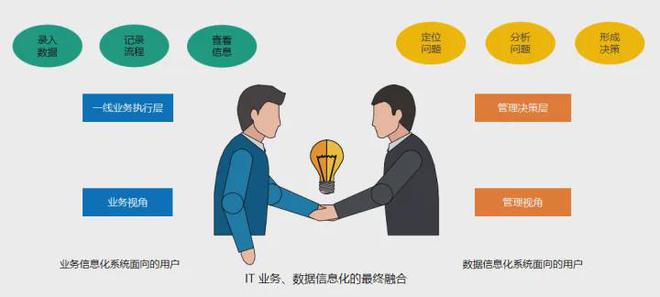 录入
数据
记录
流程
查看
信息
定位
问题
分析
问题
形成
决策
一线业务执行层
管理决策层
业务视角
管理视角
业务信息化系统面向的用户
数据信息化系统面向的用户
IT 业务、数据信息化的最终融合